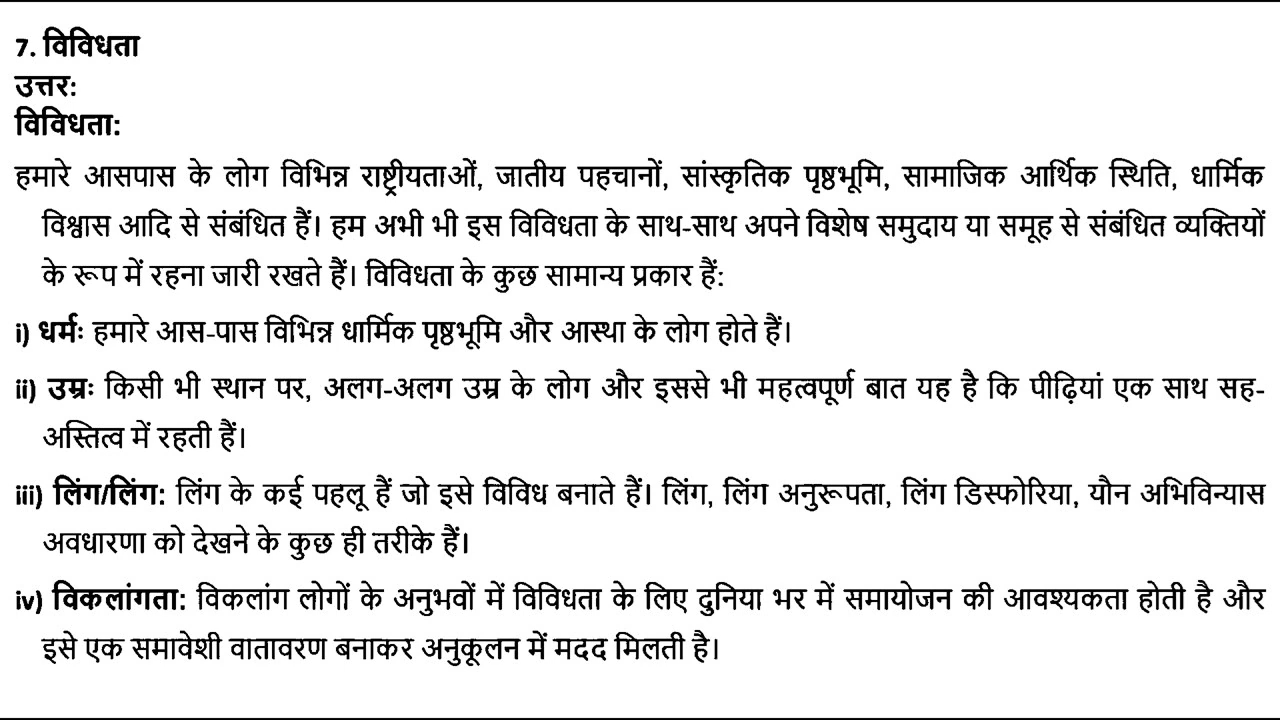 7. विविधता
उत्तर:
विविधता:
हमारे आसपास के लोग विभिन्न राष्ट्रीयताओं, जातीय पहचानों, सांस्कृतिक पृष्ठभूमि, सामाजिक आर्थिक स्थिति, धार्मिक
विश्वास आदि से संबंधित हैं। हम अभी भी इस विविधता के साथ-साथ अपने विशेष समुदाय या समूह से संबंधित व्यक्तियों
के रूप में रहना जारी रखते हैं। विविधता के कुछ सामान्य प्रकार हैं:
i) धर्मः हमारे आस-पास विभिन्न धार्मिक पृष्ठभूमि और आस्था के लोग होते हैं।
ii) उम्रः किसी भी स्थान पर, अलग-अलग उम्र के लोग और इससे भी महत्वपूर्ण बात यह है कि पीढ़ियां एक साथ सह-
अस्तित्व में रहती हैं।
iii) लिंग/लिंग: लिंग के कई पहलू हैं जो इसे विविध बनाते हैं। लिंग, लिंग अनुरूपता, लिंग डिस्फोरिया, यौन अभिविन्यास
अवधारणा को देखने के कुछ ही तरीके हैं।
iv) विकलांगता: विकलांग लोगों के अनुभवों में विविधता के लिए दुनिया भर में समायोजन की आवश्यकता होती है और
इसे एक समावेशी वातावरण बनाकर अनुकूलन में मदद मिलती है।